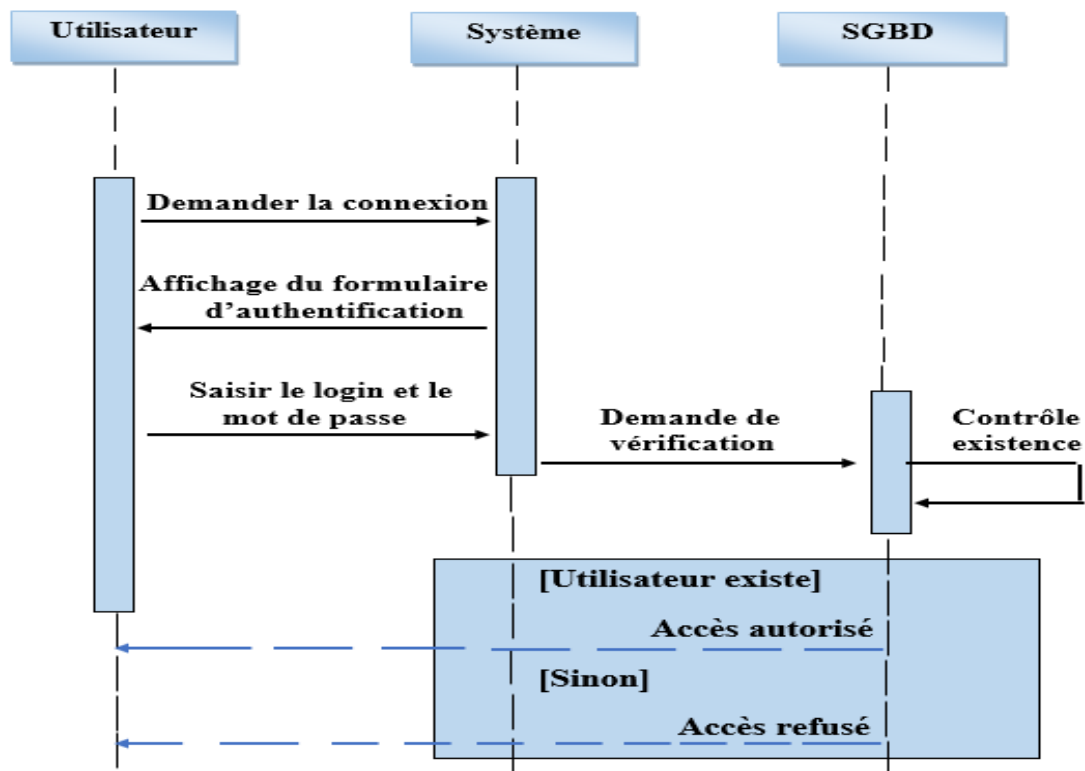 Utilisateur
Système
SGBD
Demander la connexion
Affichage du formulaire
d’authentification
Saisir le login et le
mot de passe
Demande de
vérification
Contrôle
existence
[Utilisateur existe]
Accès autorisé
[Sinon]
Accès refusé